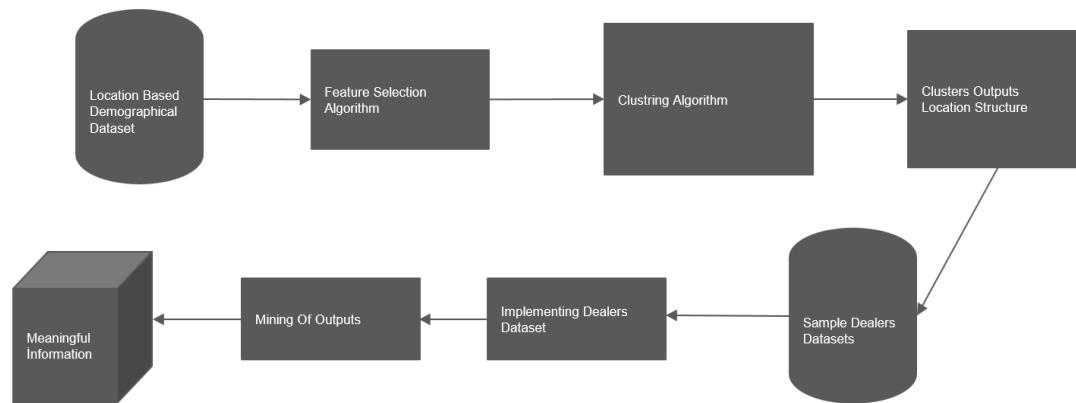 Location Based
Demographical
Dataset
Feature Selection
Algorithm
Clustring Algorithm
Clusters Outputs
Location Structure
Sample Dealers
Datasets
Implementing Dealers
Dataset
Mining Of Outputs
Meaningful
İnformation